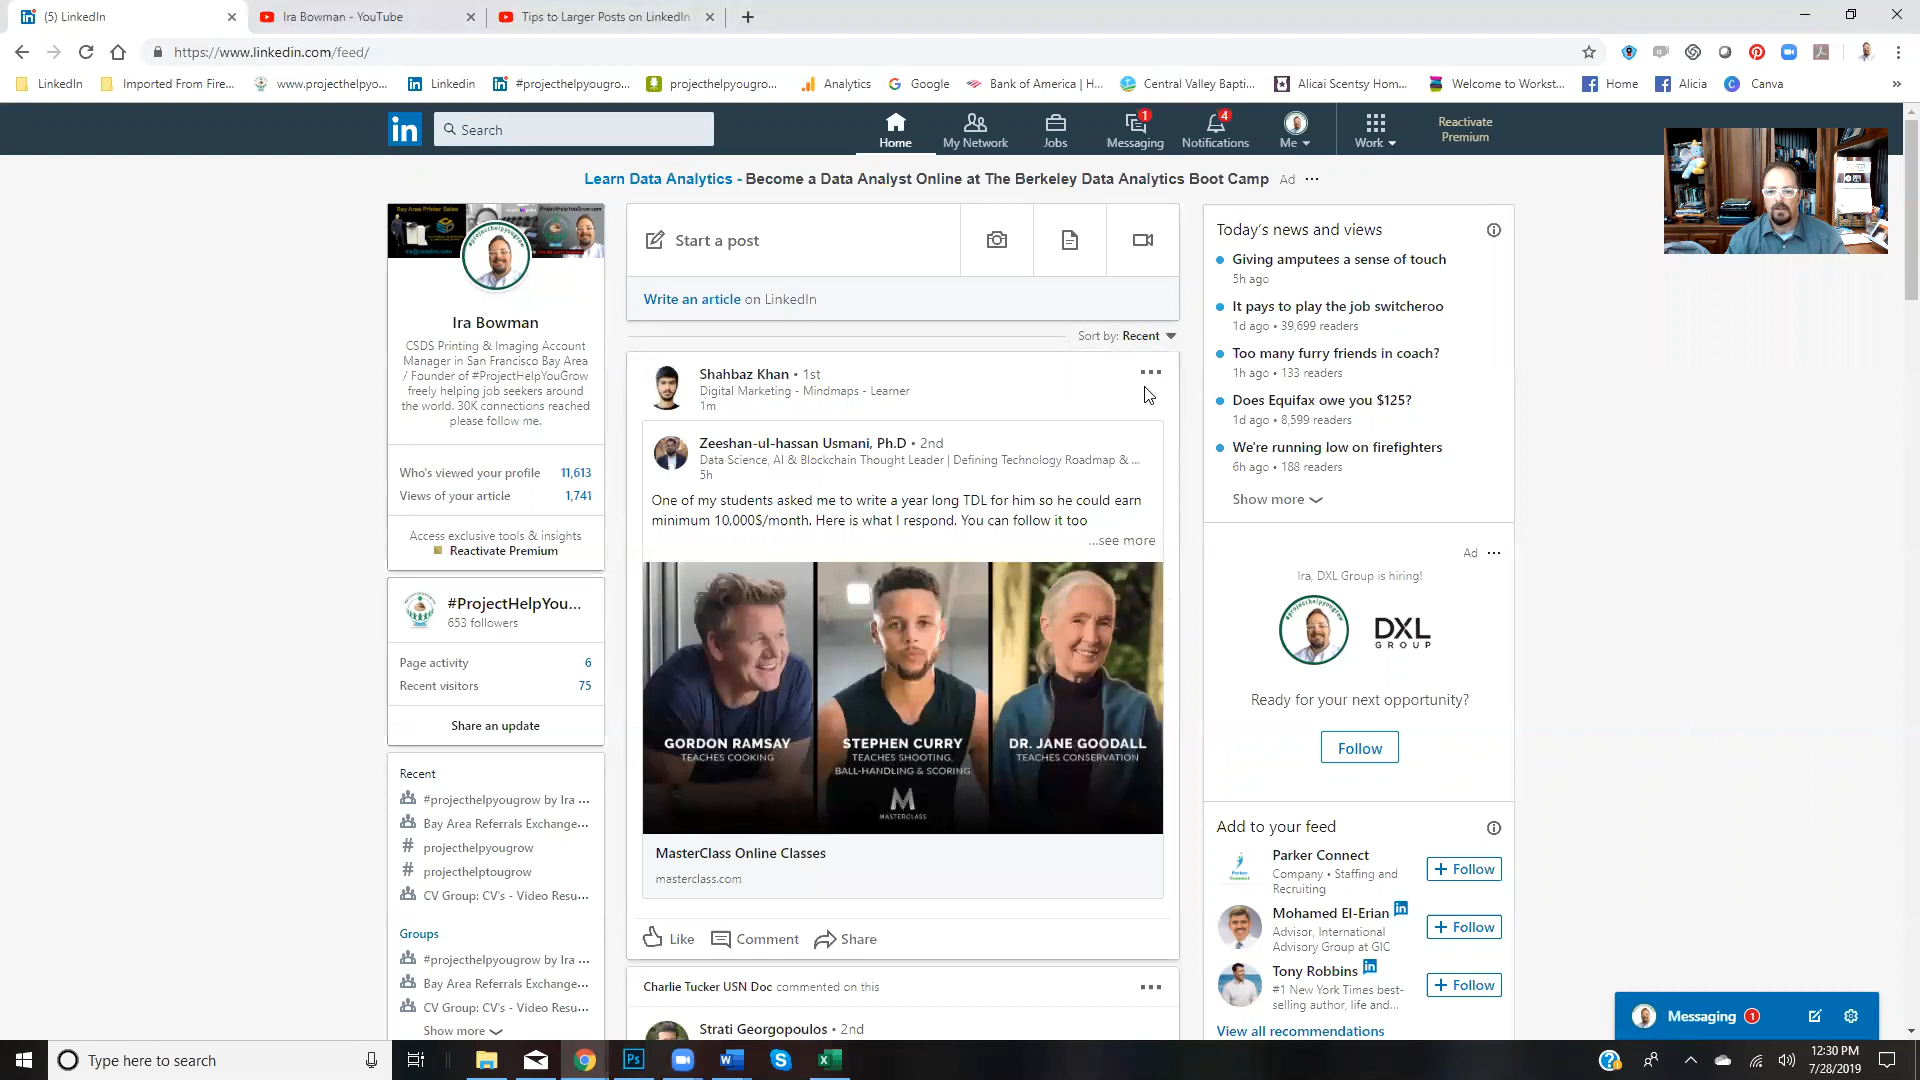 (5) LinkedIn
Ira Bowman - YouTube
Tips to Larger Posts on LinkedIn
https://www.linkedin.com/feed/
LinkedIn
Imported From Fire...
www.projecthelpyo...
Linkedin
#projecthelpyougro...
projecthelpyougro...
Analytics
Google
Bank of America | H...
Central Valley Bapti...
Alicai Scentsy Hom...
Welcome to Workst...
Home
Alicia
Canva
in
Search
Home
My Network
Jobs
1
Messaging
4
Notifications
Me
Work
Reactivate
Premium
Learn Data Analytics - Become a Data Analyst Online at The Berkeley Data Analytics Boot Camp Ad
Bay Area Printer Sales
Ira Bowman
CSDS Printing & Imaging Account
Manager in San Francisco Bay Area
/ Founder of #ProjectHelpYouGrow
freely helping job seekers around
the world. 30K connections reached
please follow me.
Who's viewed your profile 11,613
Views of your article 1,741
Access exclusive tools & insights
Reactivate Premium
#ProjectHelpYou...
653 followers
Page activity 6
Recent visitors 75
Share an update
Recent
#projecthelpyougrow by Ira ...
Bay Area Referrals Exchange...
# projecthelpyougrow
# projecthelptougrow
CV Group: CV's - Video Resu...
Groups
#projecthelpyougrow by Ira ...
Bay Area Referrals Exchange...
CV Group: CV's - Video Resu...
Show more
Start a post
Write an article on LinkedIn
Sort by: Recent
Shahbaz Khan • 1st
Digital Marketing - Mindmaps - Learner
1m
Zeeshan-ul-hassan Usmani, Ph.D • 2nd
Data Science, AI & Blockchain Thought Leader | Defining Technology Roadmap & ...
5h
One of my students asked me to write a year long TDL for him so he could earn
minimum 10,000$/month. Here is what I respond. You can follow it too
...see more
GORDON RAMSAY
TEACHES COOKING
STEPHEN CURRY
TEACHES SHOOTING,
BALL-HANDLING & SCORING
DR. JANE GOODALL
TEACHES CONSERVATION
M
MASTERCLASS
MasterClass Online Classes
masterclass.com
Like
Comment
Share
Charlie Tucker USN Doc commented on this
Strati Georgopoulos • 2nd
Today's news and views
Giving amputees a sense of touch
5h ago
It pays to play the job switcheroo
1d ago • 39,699 readers
Too many furry friends in coach?
1h ago • 133 readers
Does Equifax owe you $125?
1d ago • 8,599 readers
We're running low on firefighters
6h ago • 188 readers
Show more
Ad
Ira, DXL Group is hiring!
DXL
GROUP
Ready for your next opportunity?
Follow
Add to your feed
Parker Connect
Company • Staffing and
Recruiting
+ Follow
Mohamed El-Erian in
Advisor, International
Advisory Group at GIC
+ Follow
Tony Robbins in
#1 New York Times best-
selling author, life and...
+ Follow
View all recommendations
Messaging 1
Type here to search
12:30 PM
7/28/2019